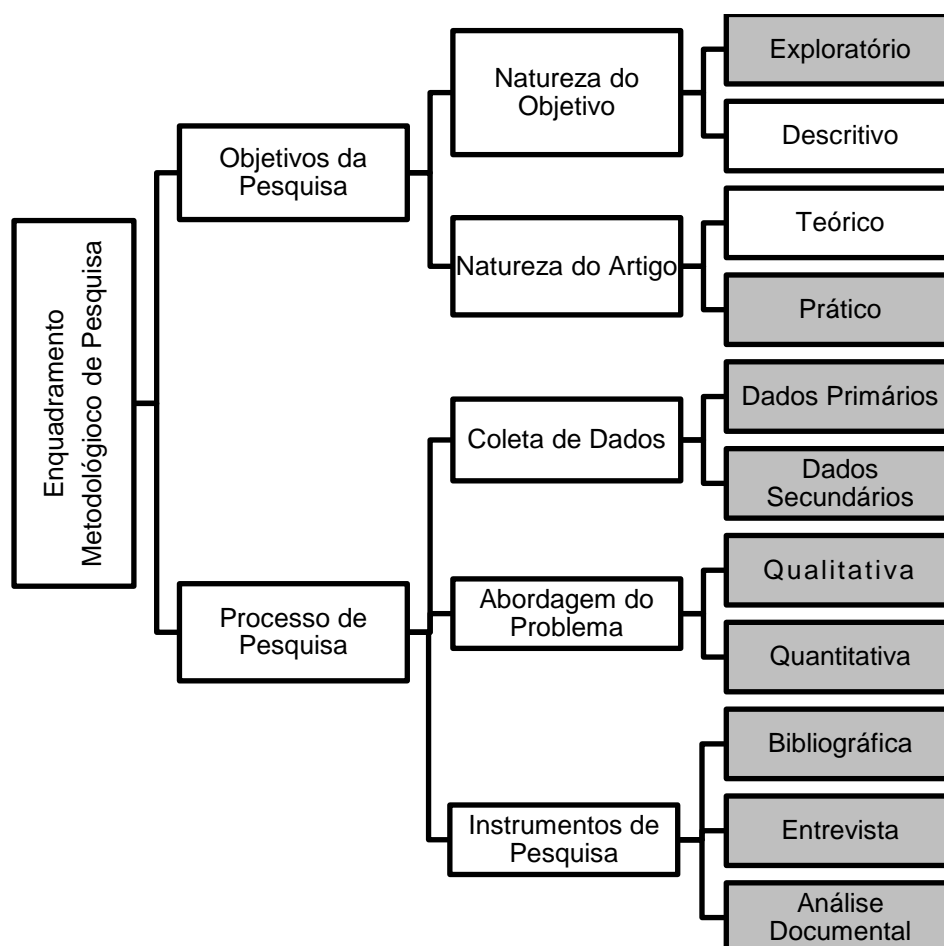 Enquadramento
Metodológioco de Pesquisa
Objetivos da
Pesquisa
Natureza do
Objetivo
Exploratório
Descritivo
Natureza do Artigo
Teórico
Prático
Processo de
Pesquisa
Coleta de Dados
Dados Primários
Dados
Secundários
Abordagem do
Problema
Qualitativa
Quantitativa
Instrumentos de
Pesquisa
Bibliográfica
Entrevista
Análise
Documental